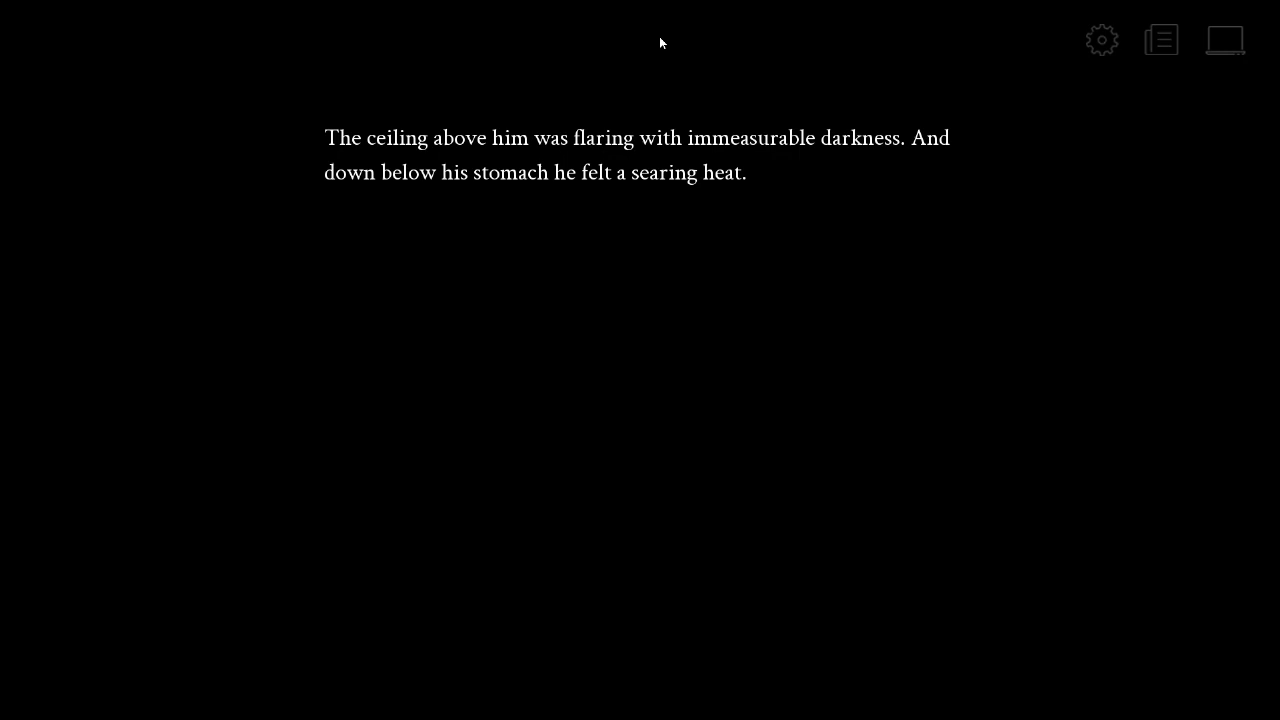 The ceiling above him was flaring with immeasurable darkness. And
down below his stomach he felt a searing heat.